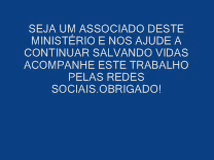 SEJA UM ASSOCIADO DESTE
MINISTÉRIO E NOS AJUDE A
CONTINUAR SALVANDO VIDAS
ACOMPANHE ESTE TRABALHO
PELAS REDES
SOCIAIS.OBRIGADO!